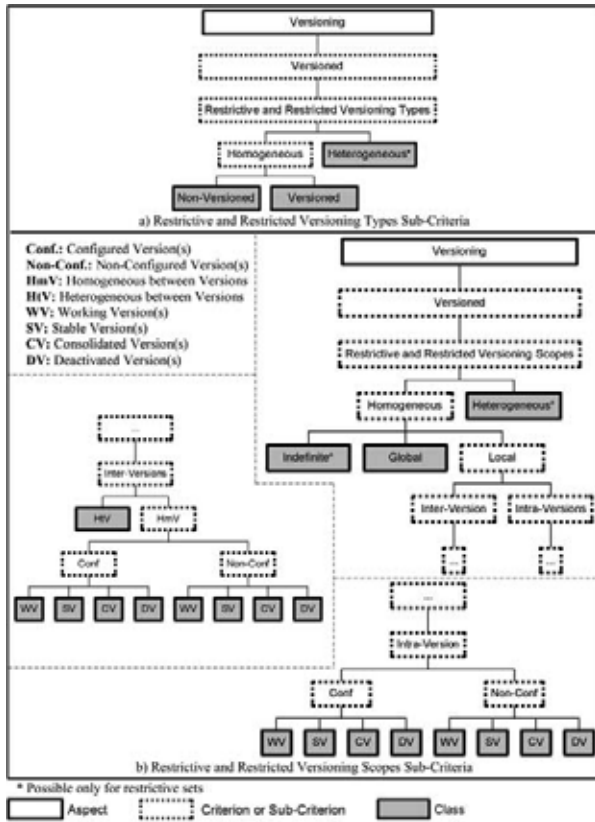 Versioning
Versioned
Restrictive and Restricted Versioning Types
Homogeneous
Heterogeneous*
Non-Versioned
Versioned
a) Restrictive and Restricted Versioning Types Sub-Criteria
Conf.: Configured Version(s)
Non-Conf.: Non-Configured Version(s)
HmV: Homogeneous between Versions
HtV: Heterogeneous between Versions
WV: Working Version(s)
SV: Stable Version(s)
CV: Consolidated Version(s)
DV: Deactivated Version(s)
Versioning
Versioned
Restrictive and Restricted Versioning Scopes
Homogeneous
Heterogeneous*
Indefinite*
Global
Local
Inter-Version
Intra-Versions
...
...
...
Inter-Versions
HtV
HmV
Conf
Non-Conf
WV
SV
CV
DV
WV
SV
CV
DV
...
Intra-Version
Conf
Non-Conf
WV
SV
CV
DV
WV
SV
CV
DV
b) Restrictive and Restricted Versioning Scopes Sub-Criteria
* Possible only for restrictive sets
Aspect
Criterion or Sub-Criterion
Class